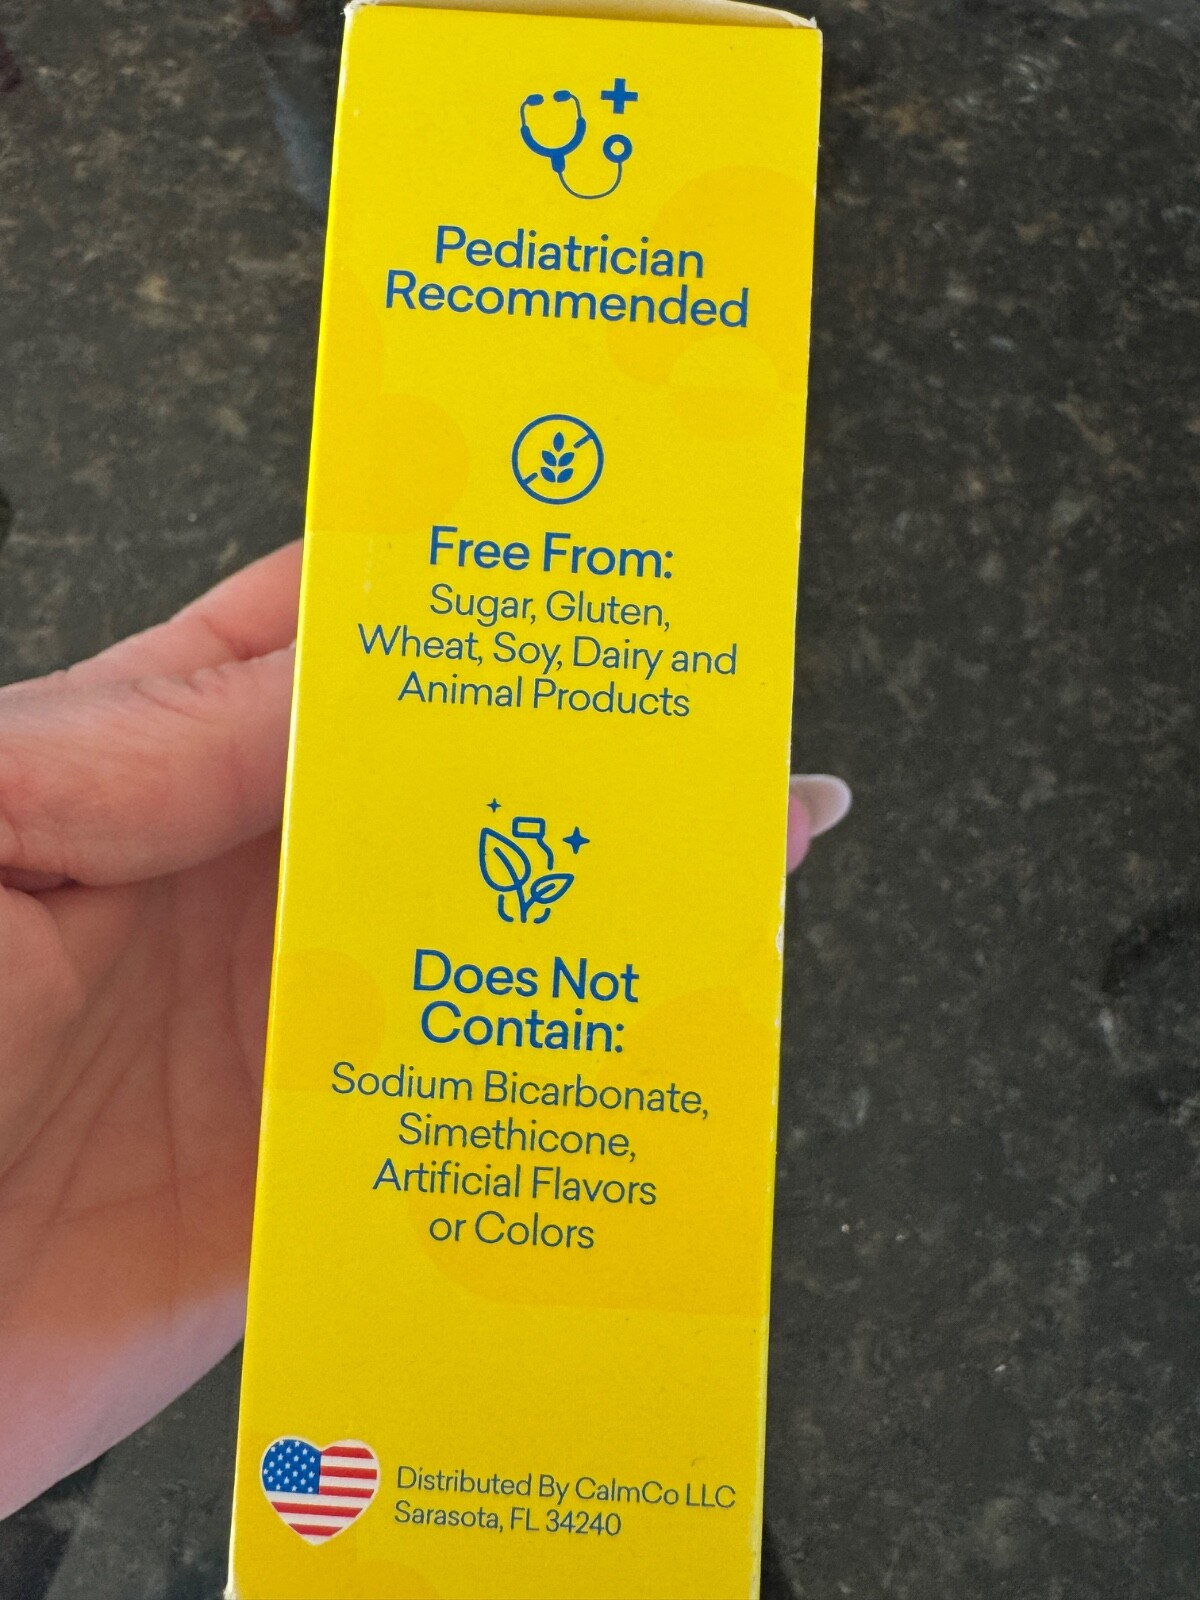 Pediatrician
Recommended
Free From:
Sugar, Gluten,
Wheat, Soy, Dairy and
Animal Products
Does Not
Contain:
Sodium Bicarbonate,
Simethicone,
Artificial Flavors
or Colors
Distributed By CalmCo LLC
Sarasota, FL 34240